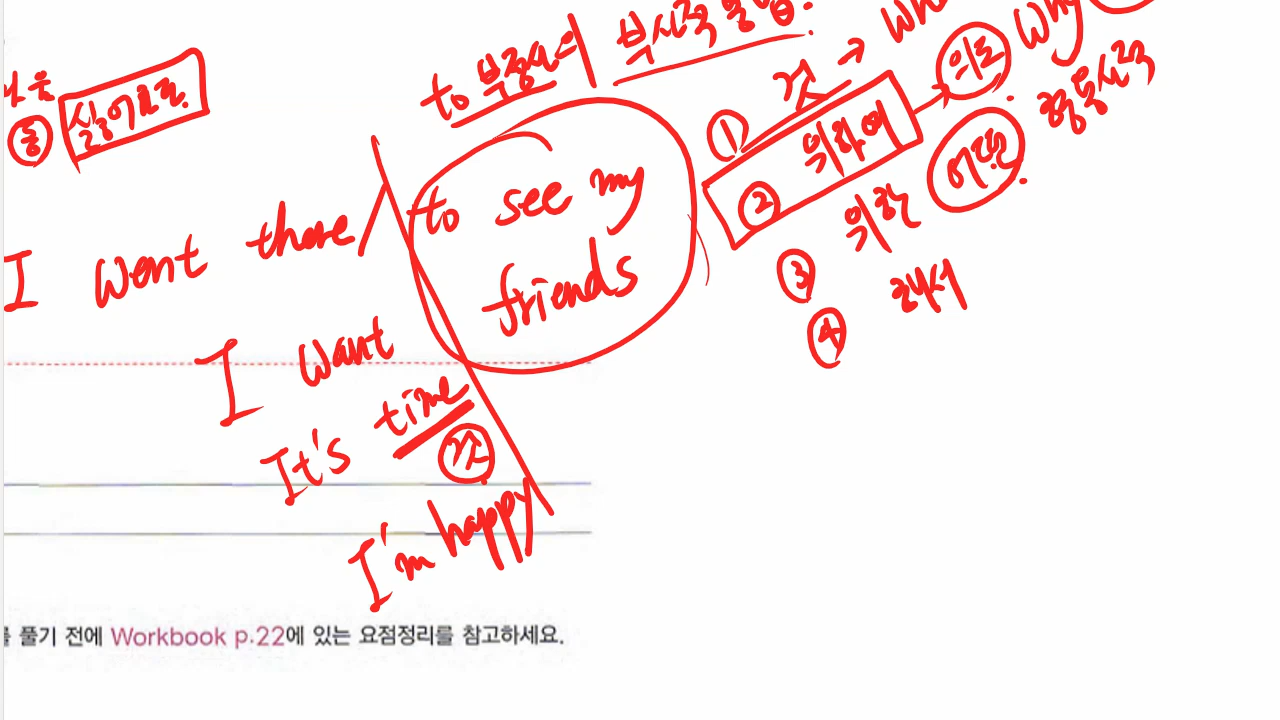 to 부정사의 부사적 용법.
① 것 → Wh
② 위하여 의도 Why
③ 위한 어떤 형용사적
④ 래서
싶어요.
I went there / to see my friends
I want
It's time
것
I'm happy
풀기 전에 Workbook p.22에 있는 요점정리를 참고하세요.